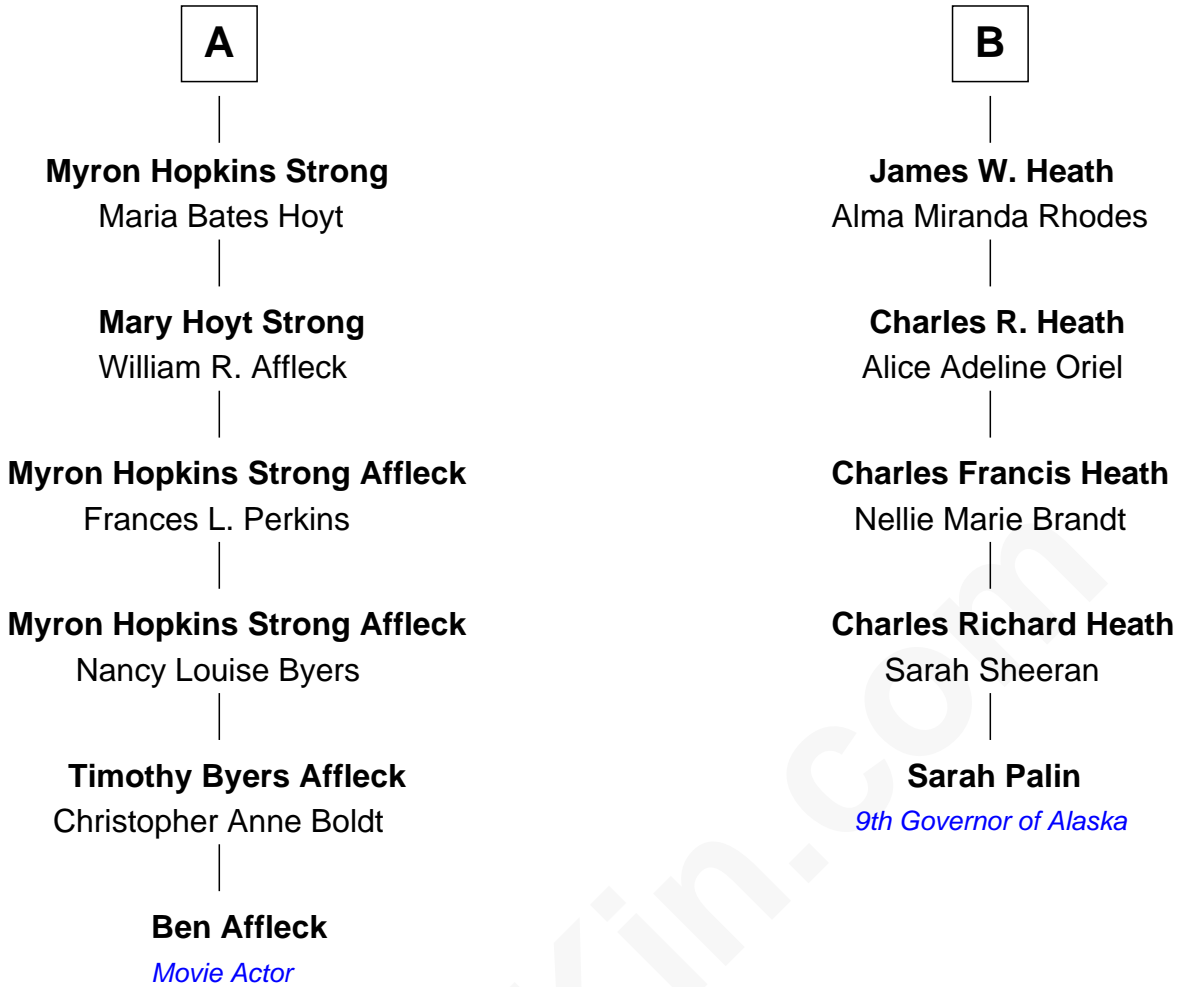 A
B
Myron Hopkins Strong
Maria Bates Hoyt
James W. Heath
Alma Miranda Rhodes
Mary Hoyt Strong
William R. Affleck
Charles R. Heath
Alice Adeline Oriel
Myron Hopkins Strong Affleck
Frances L. Perkins
Charles Francis Heath
Nellie Marie Brandt
Myron Hopkins Strong Affleck
Nancy Louise Byers
Charles Richard Heath
Sarah Sheeran
Timothy Byers Affleck
Christopher Anne Boldt
Sarah Palin
9th Governor of Alaska
Ben Affleck
Movie Actor
Kin.com